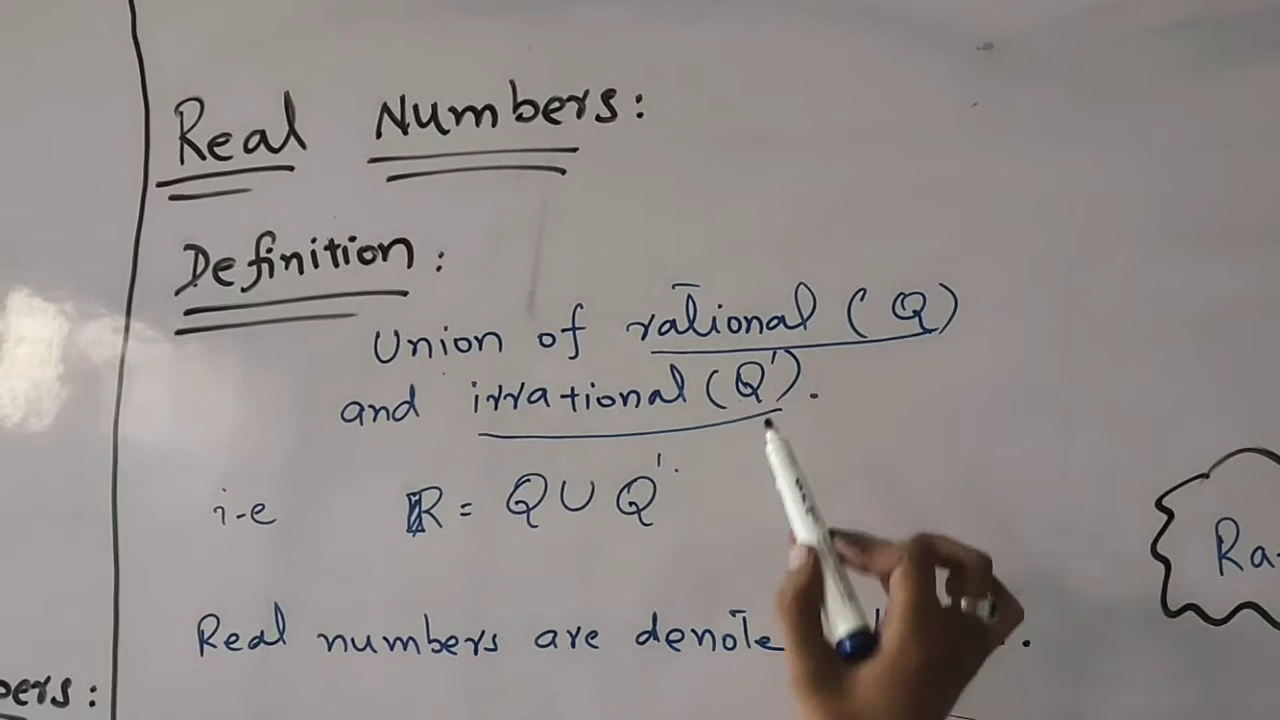 Real Numbers:
Definition:
Union of rational (Q)
and irrational (Q').
i-e R = Q U Q'.
Real numbers are denote
Ra
bers: